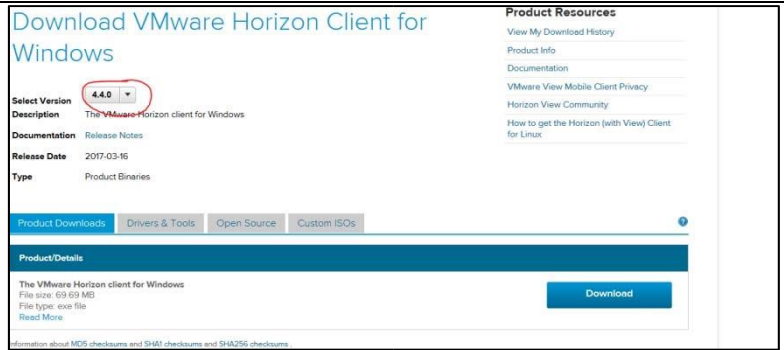 Download VMware Horizon Client for
Windows
Select Version 4.4.0
Description The VMware Horizon client for Windows
Documentation Release Notes
Release Date 2017-03-16
Type Product Binaries
Product Resources
View My Download History
Product Info
Documentation
VMware View Mobile Client Privacy
Horizon View Community
How to get the Horizon (with View) Client
for Linux
Product Downloads Drivers & Tools Open Source Custom ISOs ?
Product/Details
The VMware Horizon client for Windows
File size: 69.69 MB
File type: exe file
Read More
Download
nformation about MD5 checksums and SHA1 checksums and SHA256 checksums .